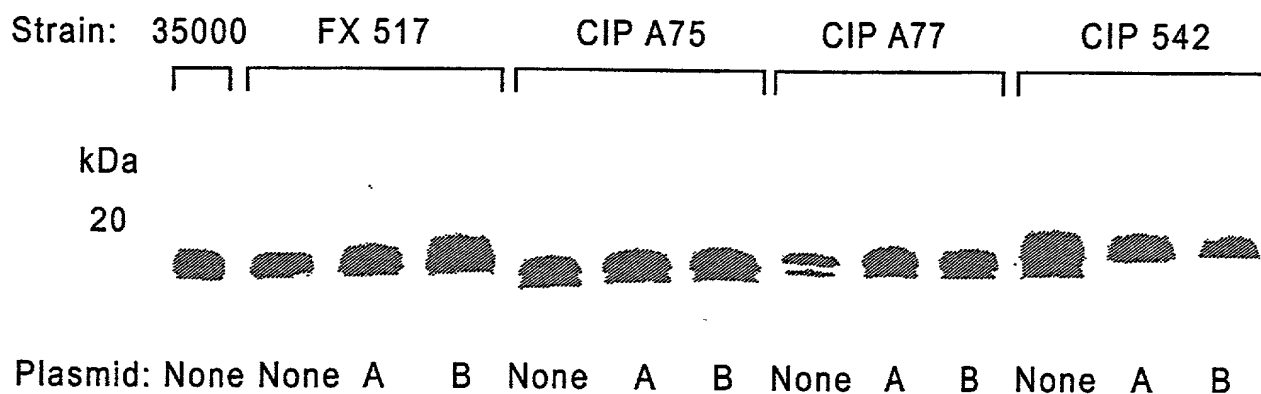 Strain: 35000 FX 517 CIP A75 CIP A77 CIP 542
kDa
20
Plasmid: None None A B None A B None A B None A B